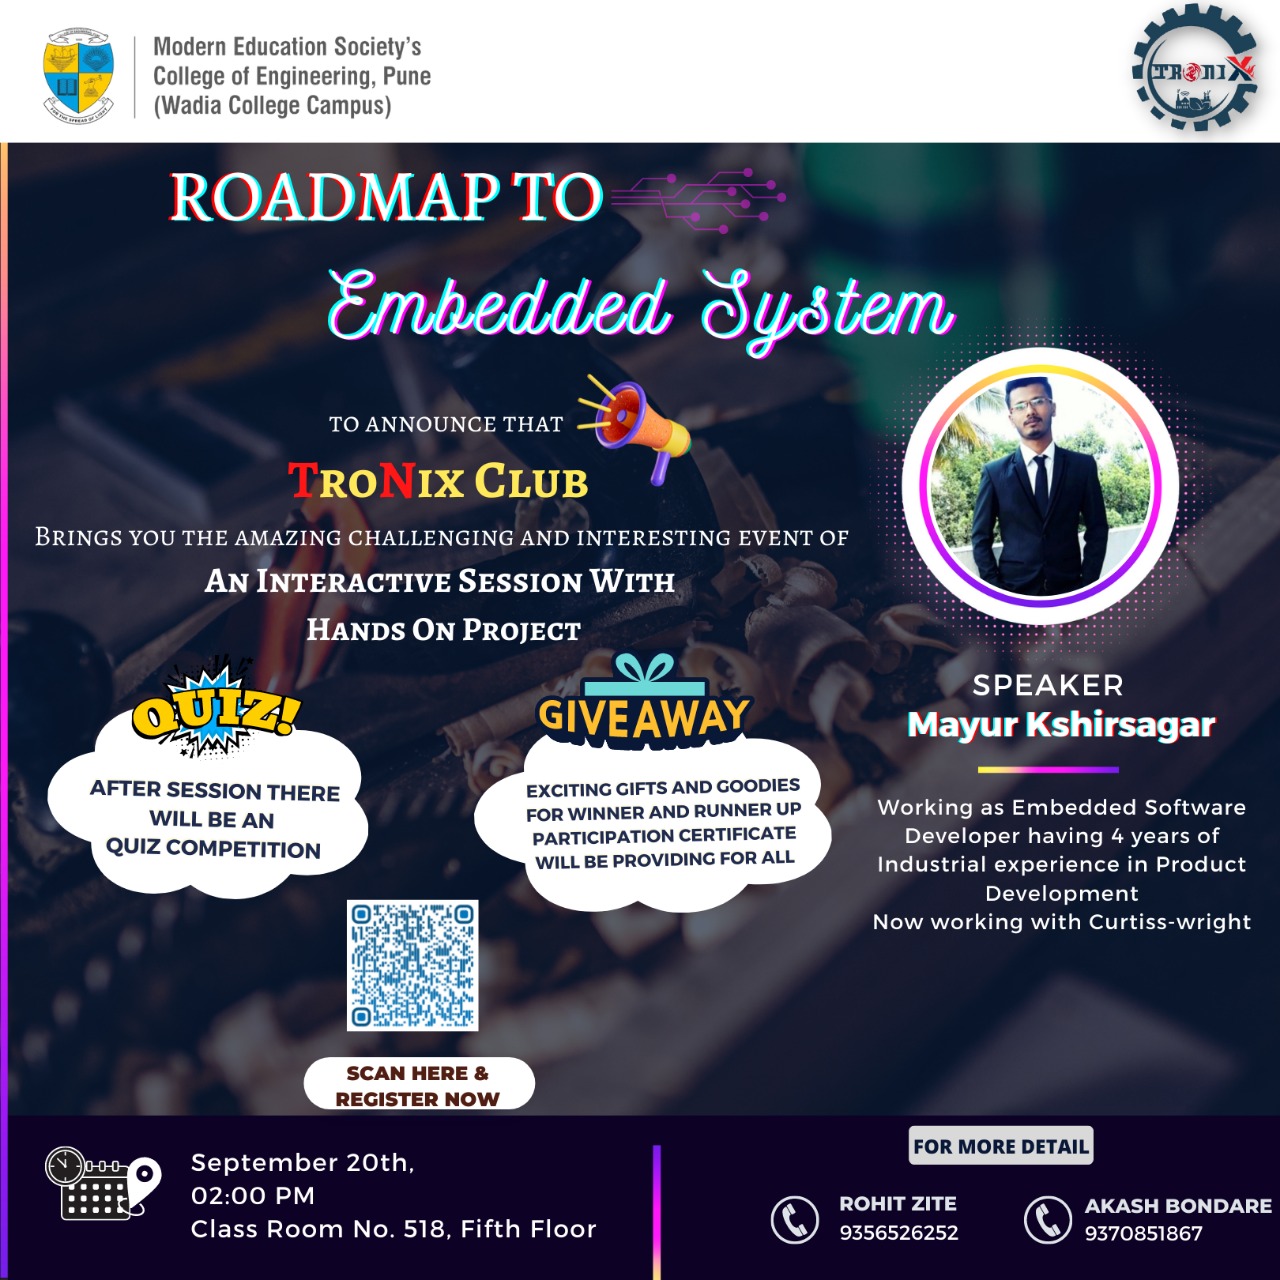 Modern Education Society's
College of Engineering, Pune
(Wadia College Campus)
TRONIX
ROADMAP TO
Embedded System
TO ANNOUNCE THAT
TRONIX CLUB
BRINGS YOU THE AMAZING CHALLENGING AND INTERESTING EVENT OF
AN INTERACTIVE SESSION WITH
HANDS ON PROJECT
QUIZ!
AFTER SESSION THERE
WILL BE AN
QUIZ COMPETITION
GIVEAWAY
EXCITING GIFTS AND GOODIES
FOR WINNER AND RUNNER UP
PARTICIPATION CERTIFICATE
WILL BE PROVIDING FOR ALL
SPEAKER
Mayur Kshirsagar
Working as Embedded Software
Developer having 4 years of
Industrial experience in Product
Development
Now working with Curtiss-wright
SCAN HERE &
REGISTER NOW
September 20th,
02:00 PM
Class Room No. 518, Fifth Floor
FOR MORE DETAIL
ROHIT ZITE
9356526252
AKASH BONDARE
9370851867